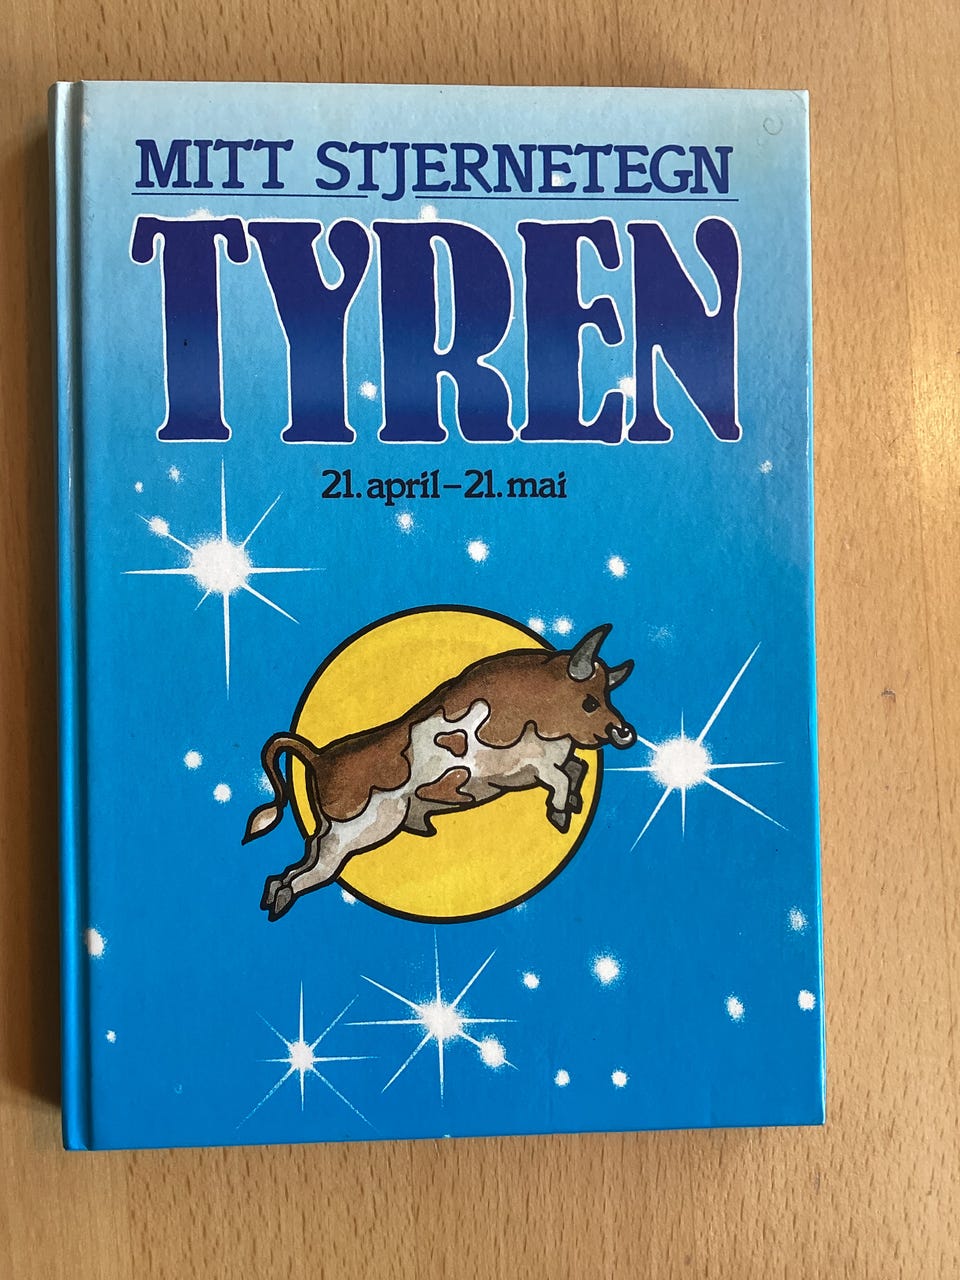 MITT STJERNETEGN
TYREN
21. april–21. mai